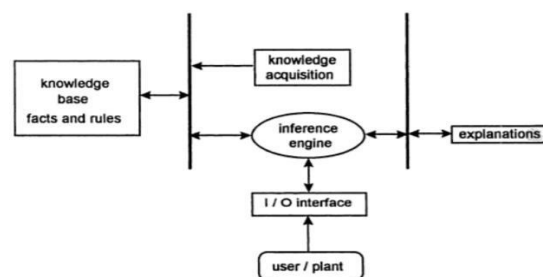 knowledge
acquisition
knowledge
base
facts and rules
inference
engine
explanations
I / O interface
user / plant